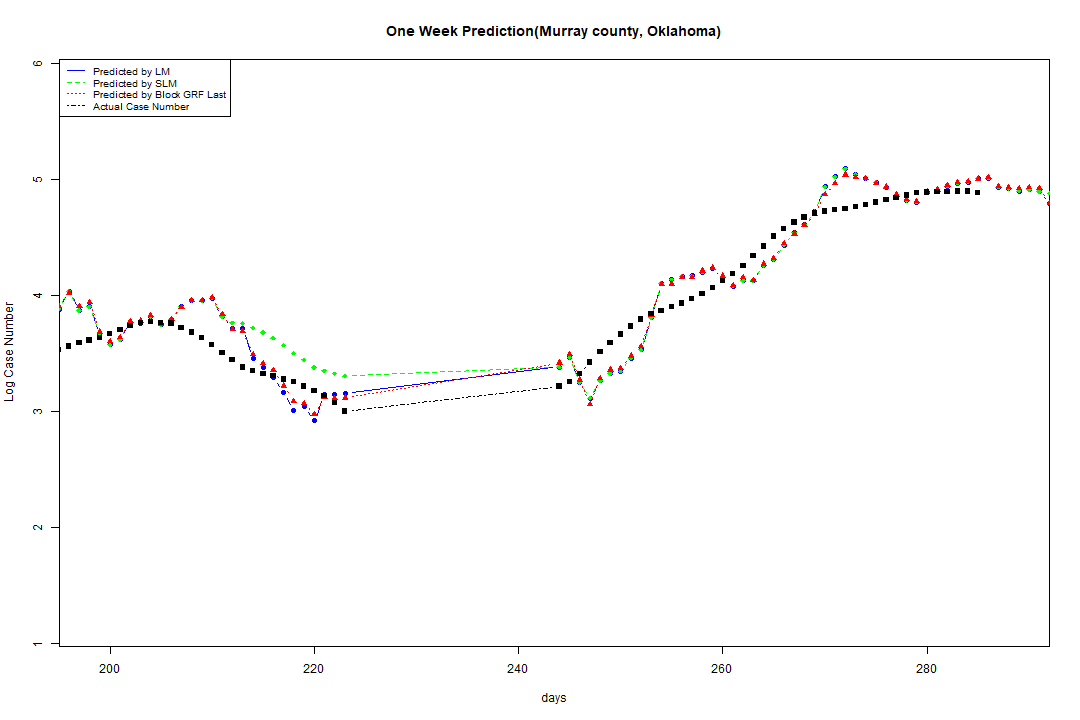 One Week Prediction(Murray county, Oklahoma)
Predicted by LM
Predicted by SLM
Predicted by Block GRF Last
Actual Case Number
6
5
4
3
2
1
Log Case Number
200 220 240 260 280
days